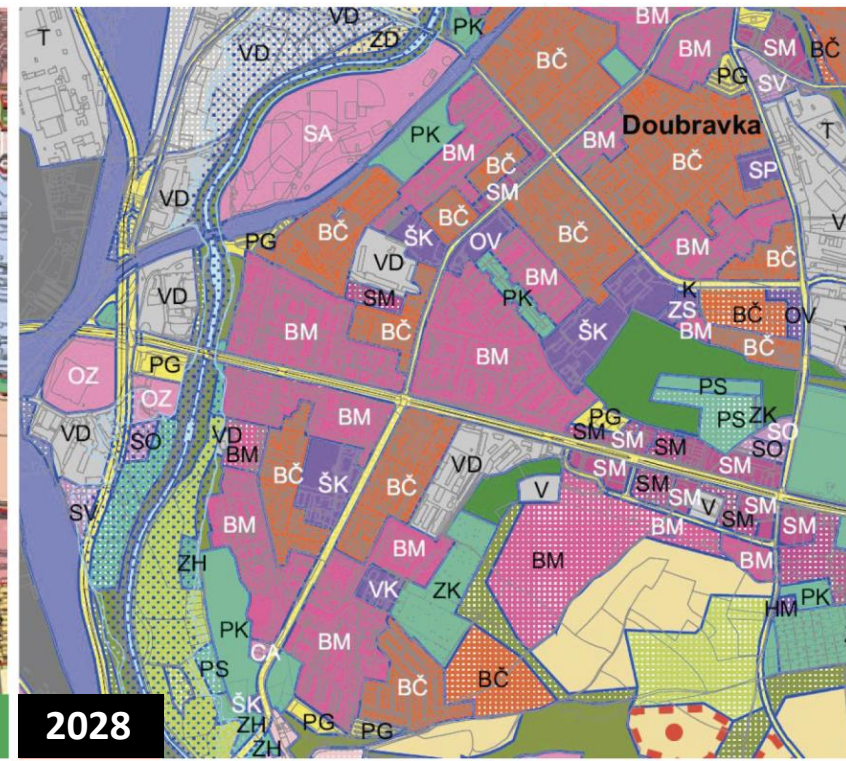 T
VD
VD
ZD
PK
BM
BČ
BM
SM
BČ
PG
SV
Doubravka
T
SA
PK
BM
BM
BČ
SP
BČ
SM
VD
BČ
BČ
ŠK
OV
BČ
BM
V
PG
VD
BM
BČ
VD
SM
PK
K
ZS
BČ
OV
BM
BČ
BM
BČ
BM
ŠK
OZ
PG
PS
OZ
PS
ZK
PG
SO
BM
SM
SM
SM
SO
VD
SO
VD
BM
BČ
ŠK
BČ
VD
V
SM
SM
SM
SM
V
SM
SM
SV
BM
BM
SM
BM
BM
BM
ZH
VK
ZK
PK
BM
HM
PK
CA
PS
BČ
BČ
ŠK
ZH
ZH
PG
PG
2028